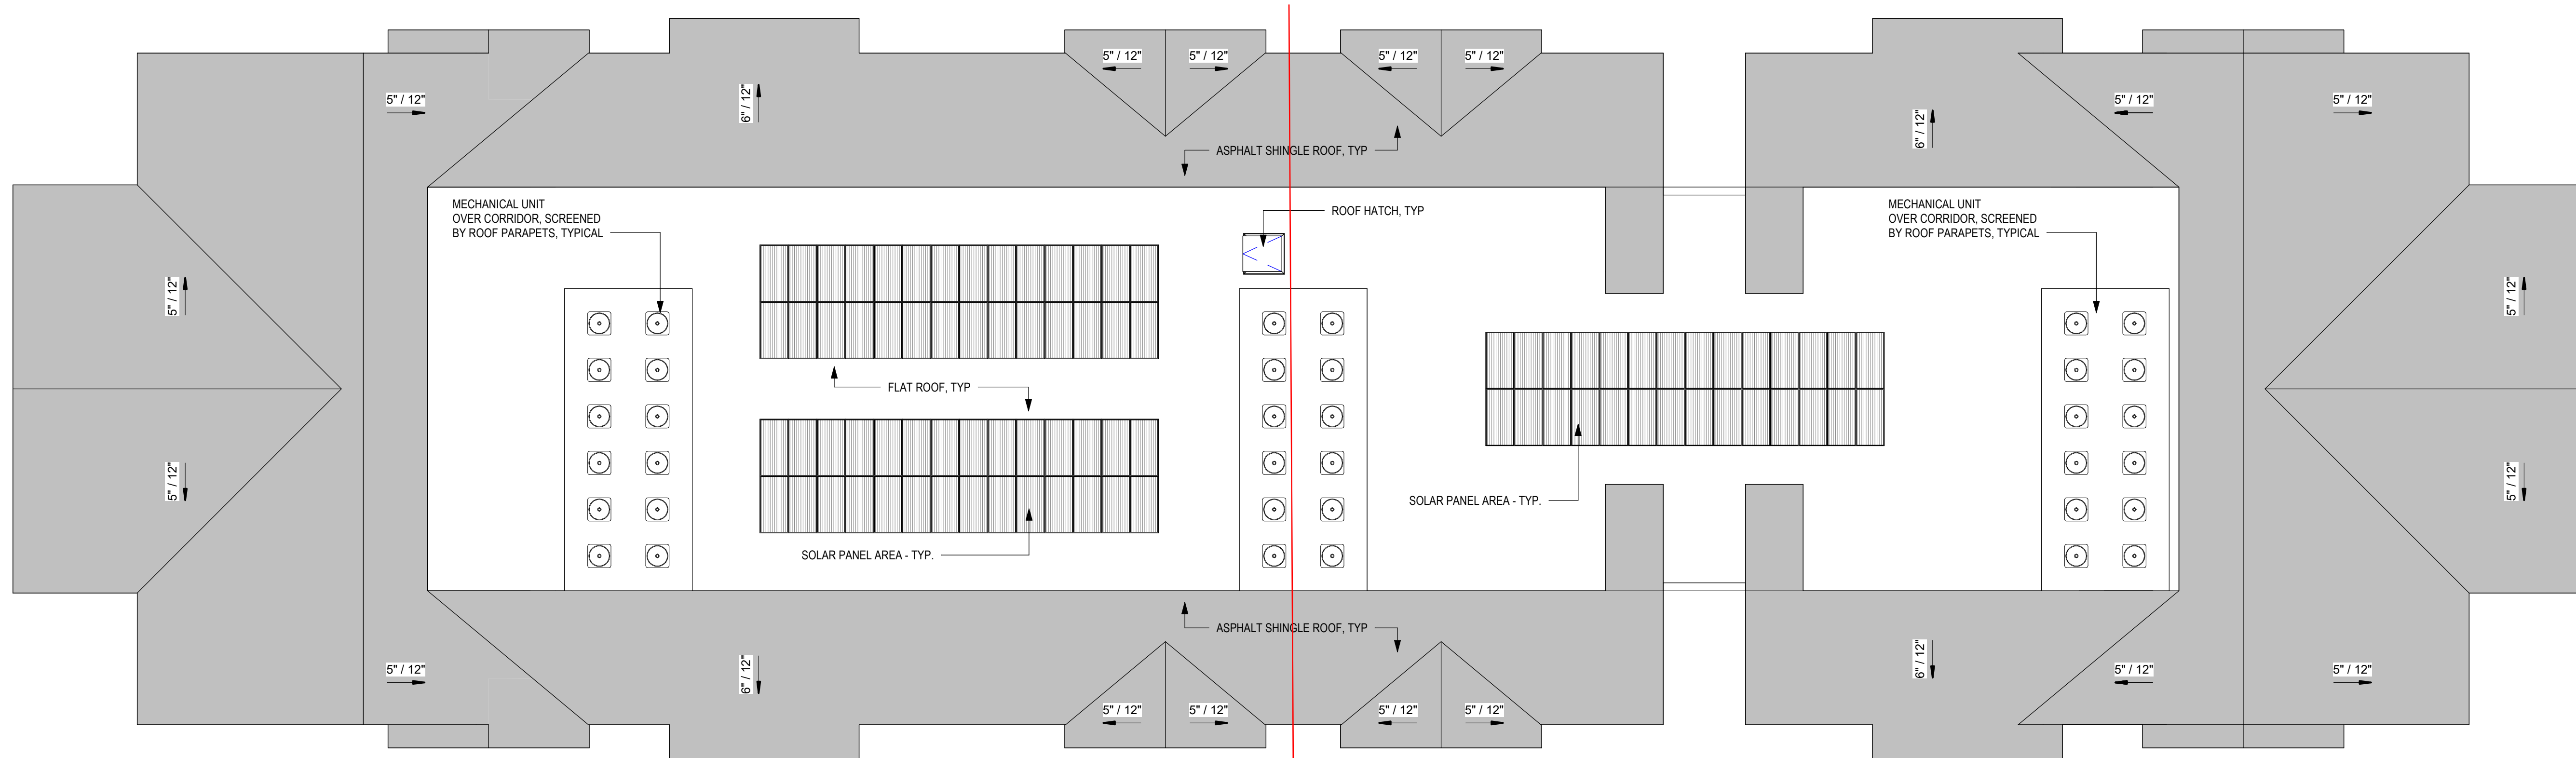 5" / 12"
5" / 12"
5" / 12"
5" / 12"
5" / 12"
6" / 12"
6" / 12"
5" / 12"
5" / 12"
ASPHALT SHINGLE ROOF, TYP
MECHANICAL UNIT
OVER CORRIDOR, SCREENED
BY ROOF PARAPETS, TYPICAL
ROOF HATCH, TYP
MECHANICAL UNIT
OVER CORRIDOR, SCREENED
BY ROOF PARAPETS, TYPICAL
5" / 12"
5" / 12"
FLAT ROOF, TYP
5" / 12"
5" / 12"
SOLAR PANEL AREA - TYP.
SOLAR PANEL AREA - TYP.
ASPHALT SHINGLE ROOF, TYP
5" / 12"
6" / 12"
6" / 12"
5" / 12"
5" / 12"
5" / 12"
5" / 12"
5" / 12"
5" / 12"